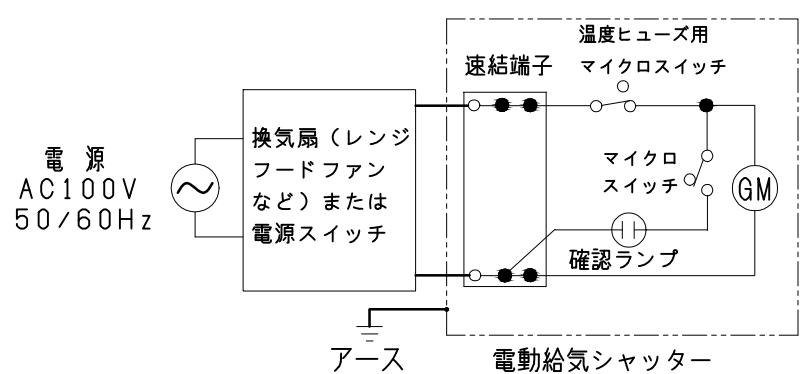 電 源
AC100V
50/60Hz
換気扇（レンジ
フードファン
など）または
電源スイッチ
速結端子
温度ヒューズ用
マイクロスイッチ
マイクロ
スイッチ
GM
確認ランプ
アース
電動給気シャッター